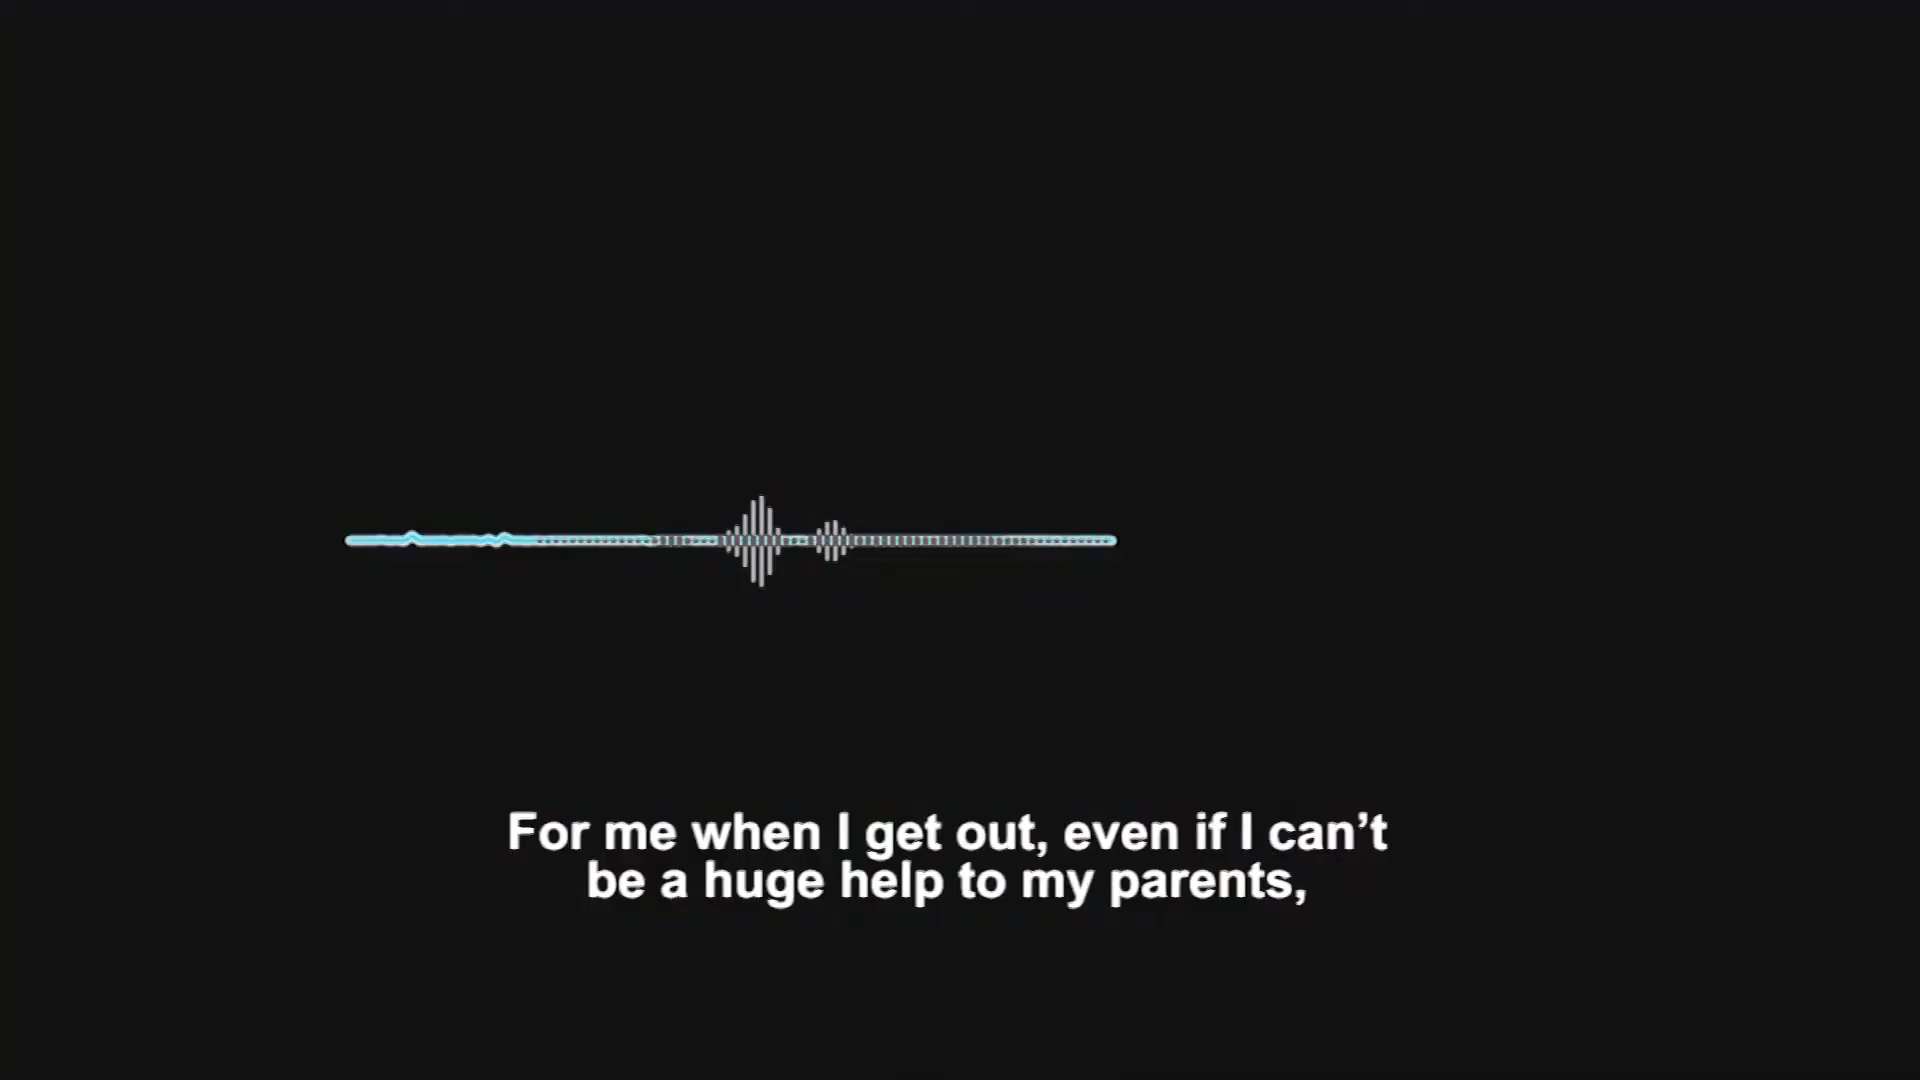 For me when I get out, even if I can’t
be a huge help to my parents,